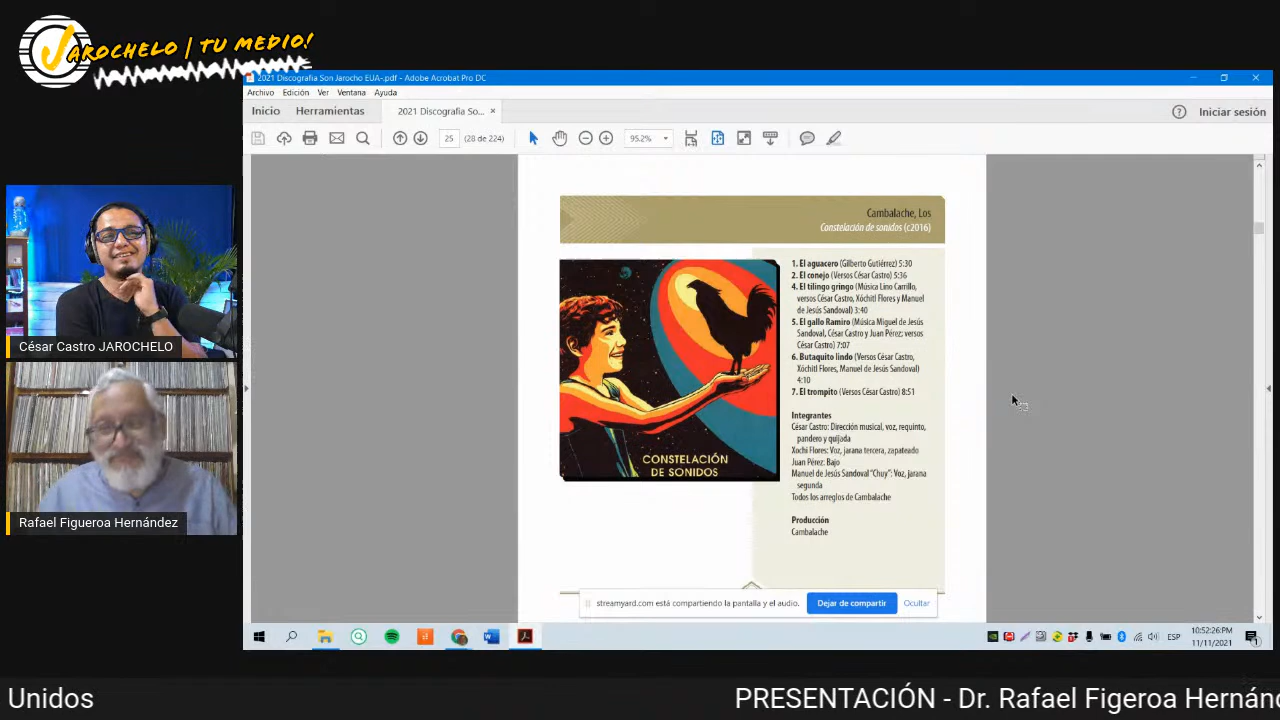 JAROCHELO | TU MEDIO!
2021 Discografia Son Jarocho EUA-.pdf - Adobe Acrobat Pro DC
Archivo Edición Ver Ventana Ayuda
Inicio Herramientas 2021 Discografia So... × Iniciar sesión
25 (28 de 224) 95.2%
Cambalache, Los
Constelación de sonidos (c2016)
1. El aguacero (Gilberto Gutiérrez) 5:30
2. El conejo (Versos César Castro) 5:36
4. El tilingo gringo (Música Lino Carrillo,
versos César Castro, Xóchitl Flores y Manuel
de Jesús Sandoval) 3:40
5. El gallo Ramiro (Música Miguel de Jesús
Sandoval, César Castro y Juan Pérez; versos
César Castro) 7:07
6. Butaquito lindo (Versos César Castro,
Xóchitl Flores, Manuel de Jesús Sandoval)
4:10
7. El trompito (Versos César Castro) 8:51
Integrantes
César Castro: Dirección musical, voz, requinto,
pandero y quijada
Xochi Flores: Voz, jarana tercera, zapateado
Juan Pérez: Bajo
Manuel de Jesús Sandoval "Chuy": Voz, jarana
segunda
Todos los arreglos de Cambalache
Producción
Cambalache
CONSTELACIÓN
DE SONIDOS
César Castro JAROCHELO
Rafael Figueroa Hernández
streamyard.com está compartiendo la pantalla y el audio. Dejar de compartir Ocultar
ESP
10:52:26 PM
11/11/2021
Unidos PRESENTACIÓN - Dr. Rafael Figeroa Hernánd